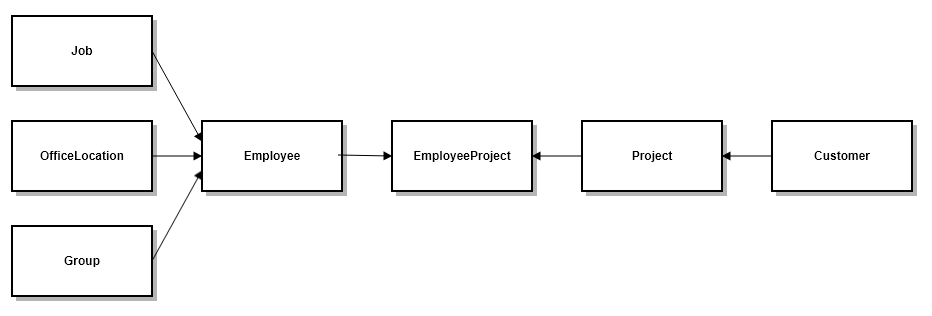 Job
OfficeLocation
Employee
EmployeeProject
Project
Customer
Group